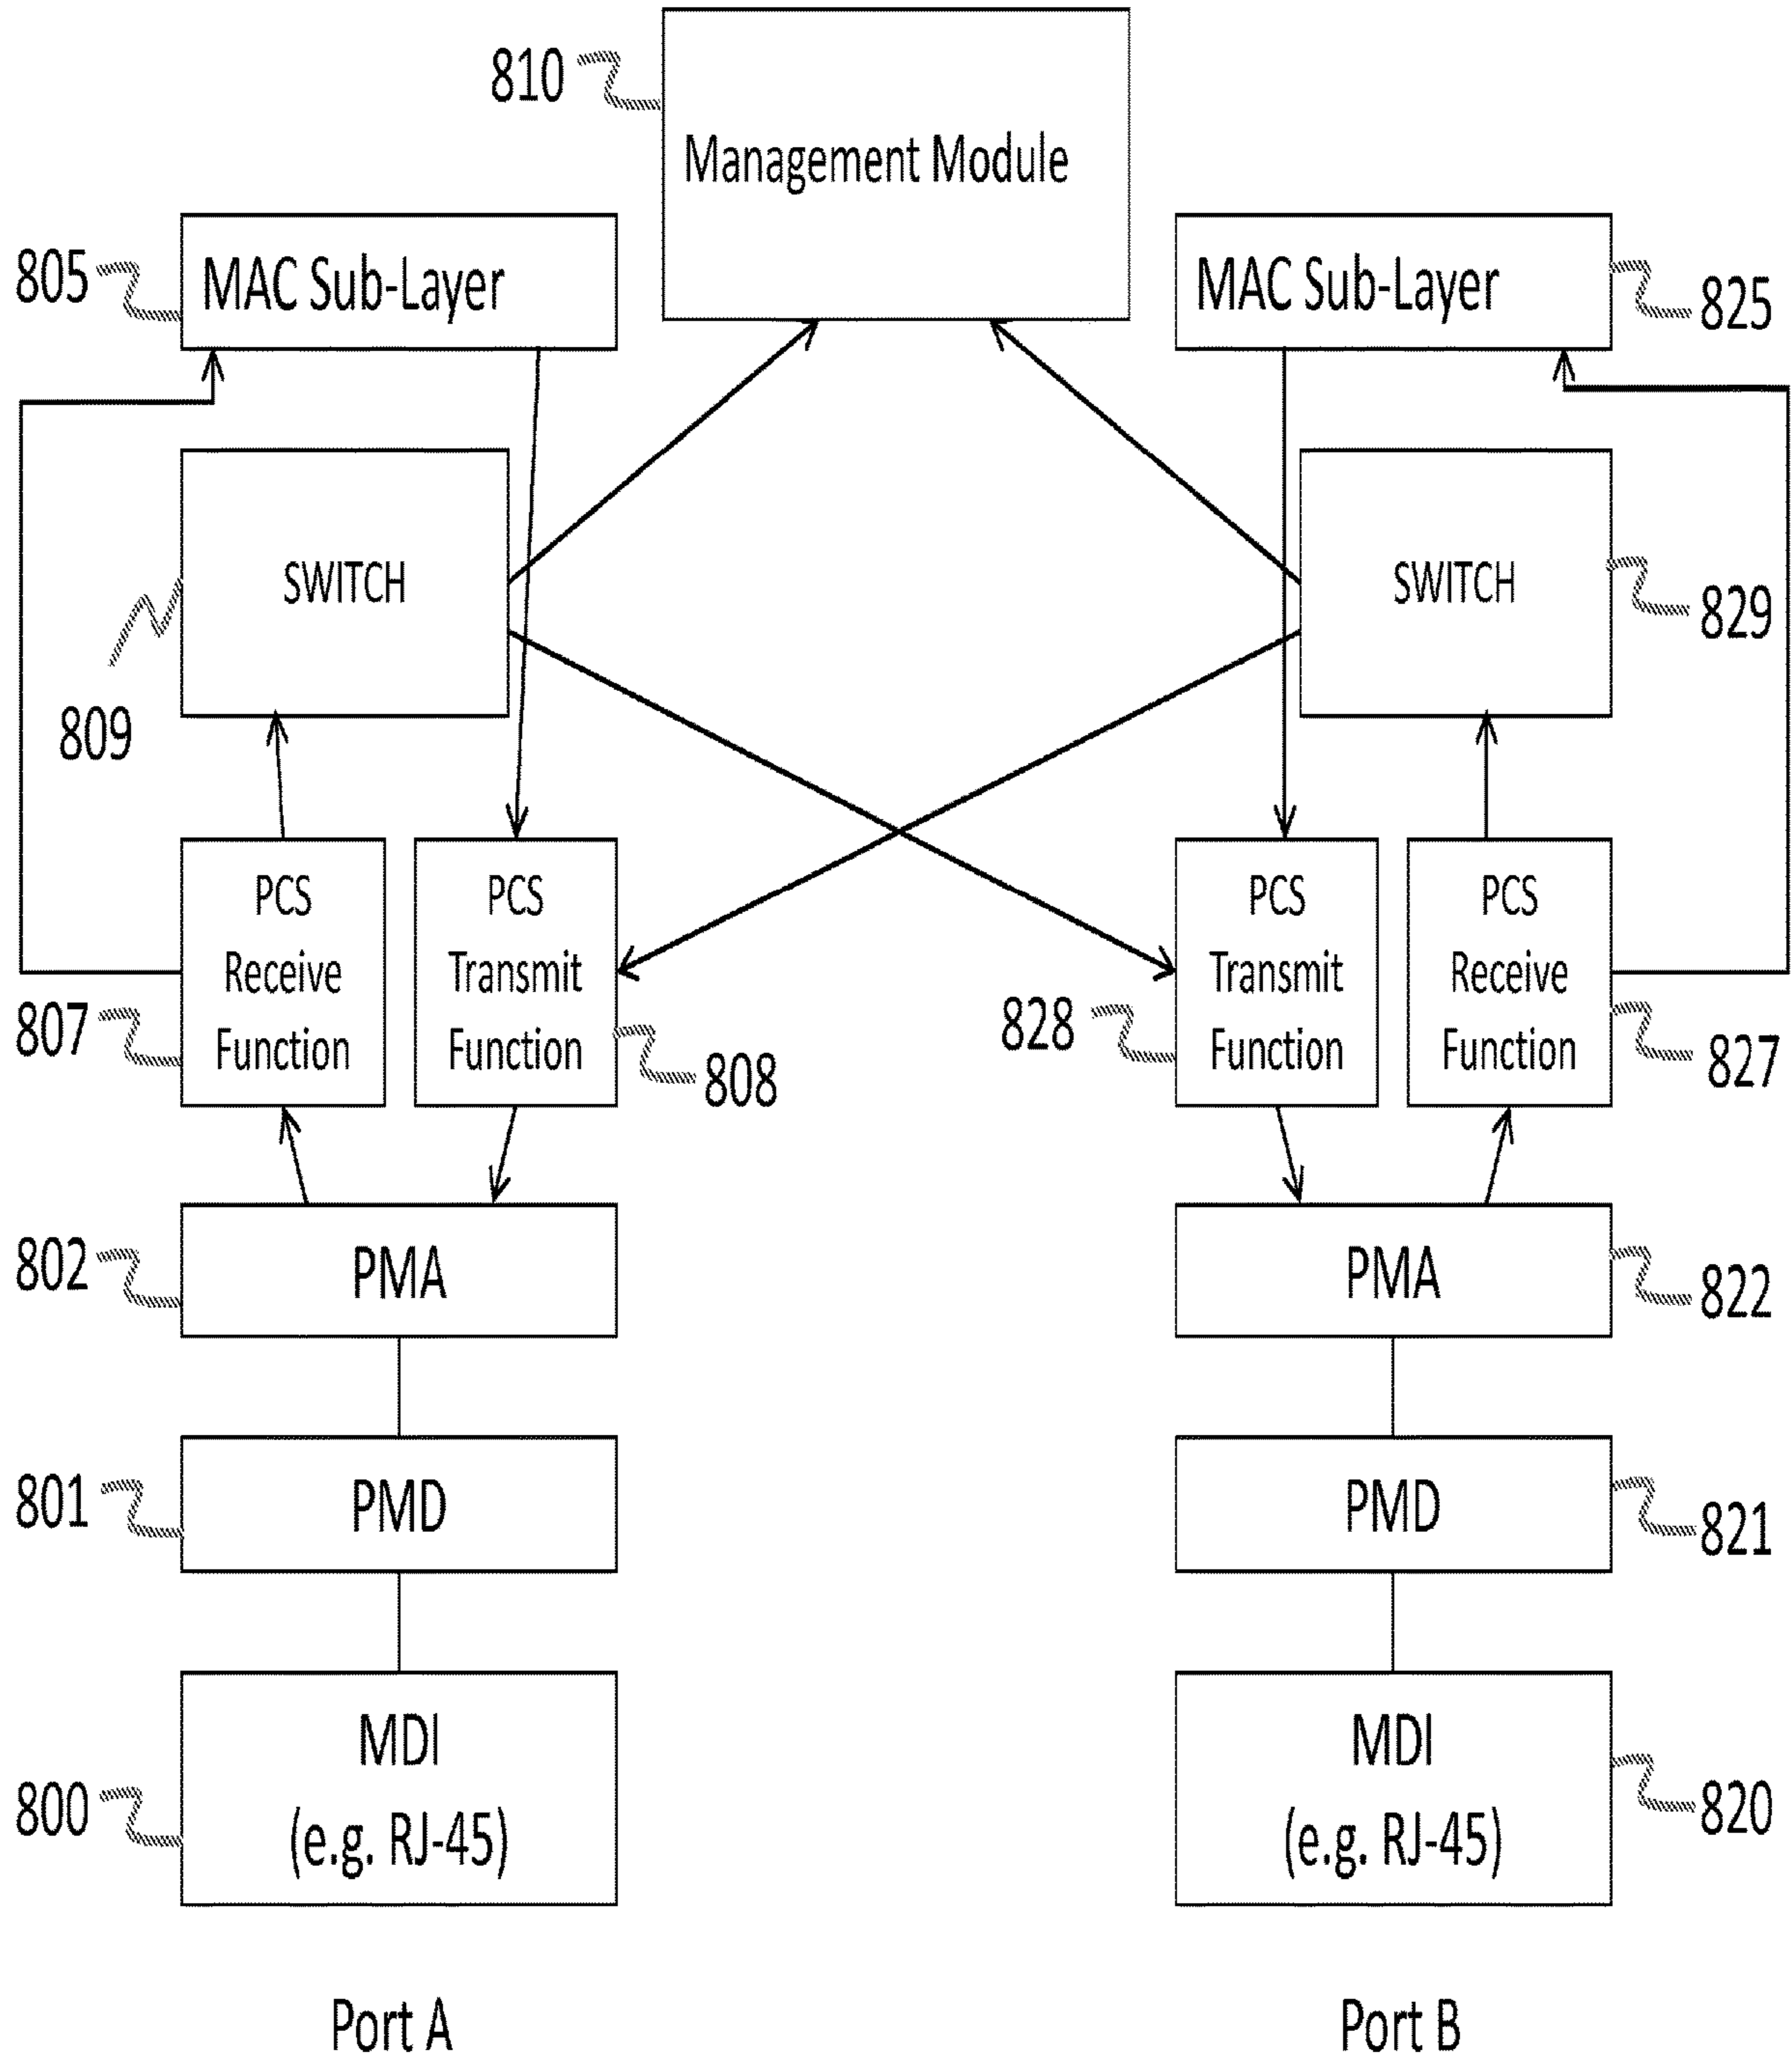 810
Management Module
805
MAC Sub-Layer
MAC Sub-Layer
825
SWITCH
SWITCH
829
809
PCS
Receive
Function
PCS
Transmit
Function
PCS
Transmit
Function
PCS
Receive
Function
807
808
828
827
802
PMA
PMA
822
801
PMD
PMD
821
800
MDI
(e.g. RJ-45)
MDI
(e.g. RJ-45)
820
Port A
Port B